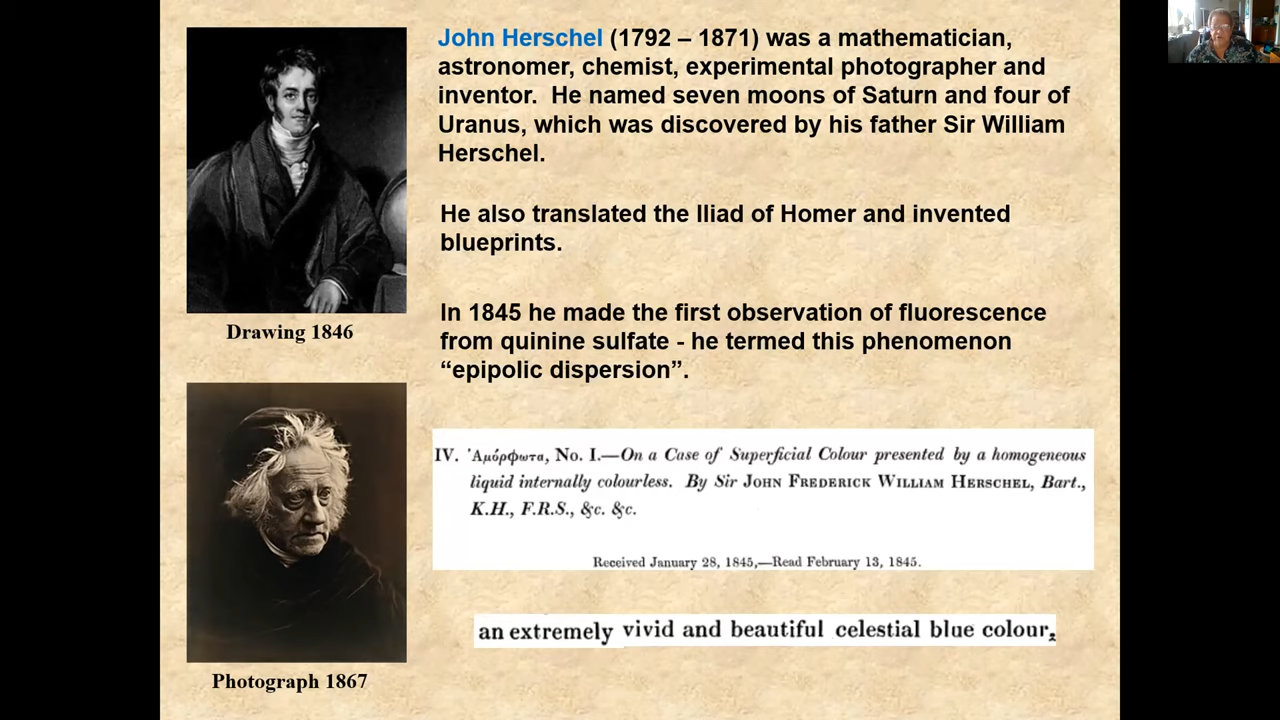 John Herschel (1792 – 1871) was a mathematician,
astronomer, chemist, experimental photographer and
inventor.  He named seven moons of Saturn and four of
Uranus, which was discovered by his father Sir William
Herschel.
He also translated the Iliad of Homer and invented
blueprints.
In 1845 he made the first observation of fluorescence
from quinine sulfate - he termed this phenomenon
“epipolic dispersion”.
Drawing 1846
IV. Ἀμόρφωτα, No. I.—On a Case of Superficial Colour presented by a homogeneous
liquid internally colourless. By Sir JOHN FREDERICK WILLIAM HERSCHEL, Bart.,
K.H., F.R.S., &c. &c.
Received January 28, 1845,—Read February 13, 1845.
an extremely vivid and beautiful celestial blue colour,
Photograph 1867